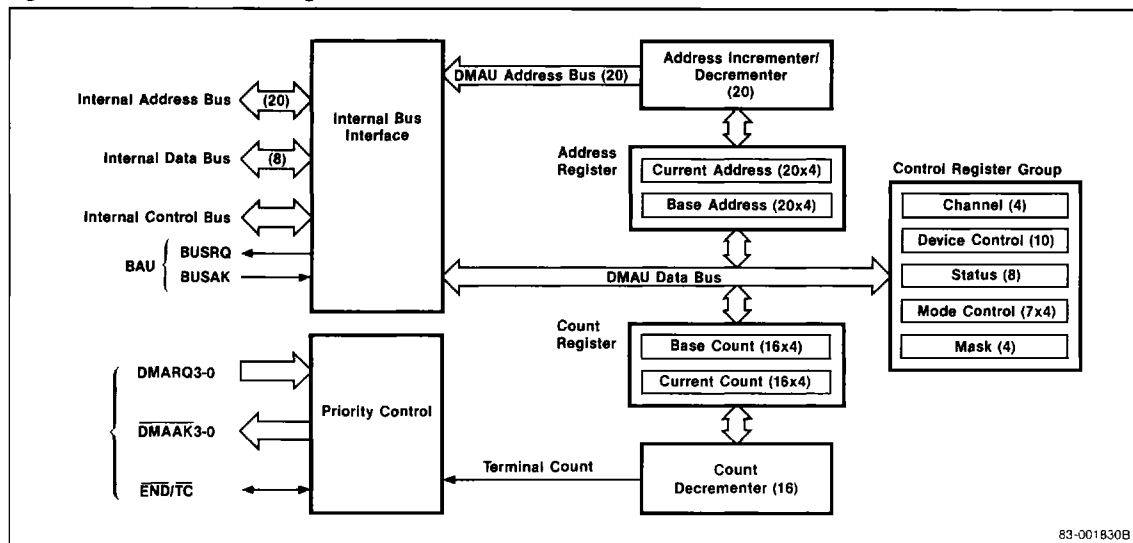 Internal Address Bus
(20)
Internal Data Bus
(8)
Internal Control Bus
BAU
BUSRQ
BUSAK
Internal Bus
Interface
DMAU Address Bus (20)
Address Incrementer/
Decrementer
(20)
Address
Register
Current Address (20x4)
Base Address (20x4)
DMAU Data Bus
Control Register Group
Channel (4)
Device Control (10)
Status (8)
Mode Control (7x4)
Mask (4)
Count
Register
Base Count (16x4)
Current Count (16x4)
DMARQ3-0
DMAAK3-0
END/TC
Priority Control
Terminal Count
Count
Decrementer (16)
83-001830B